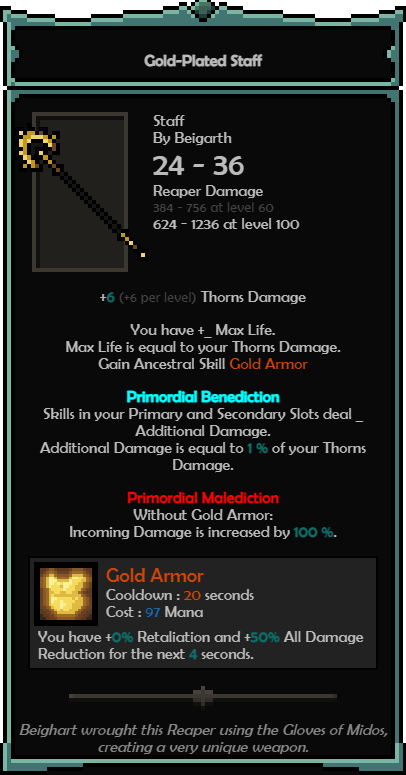 Gold-Plated Staff
Staff
By Beigarth
24 - 36
Reaper Damage
384 - 756 at level 60
624 - 1236 at level 100
+6 (+6 per level) Thorns Damage
You have +_ Max Life.
Max Life is equal to your Thorns Damage.
Gain Ancestral Skill Gold Armor
Primordial Benediction
Skills in your Primary and Secondary Slots deal _
Additional Damage.
Additional Damage is equal to 1 % of your Thorns
Damage.
Primordial Malediction
Without Gold Armor:
Incoming Damage is increased by 100 %.
Gold Armor
Cooldown : 20 seconds
Cost : 97 Mana
You have +0% Retaliation and +50% All Damage
Reduction for the next 4 seconds.
Beighart wrought this Reaper using the Gloves of Midos,
creating a very unique weapon.